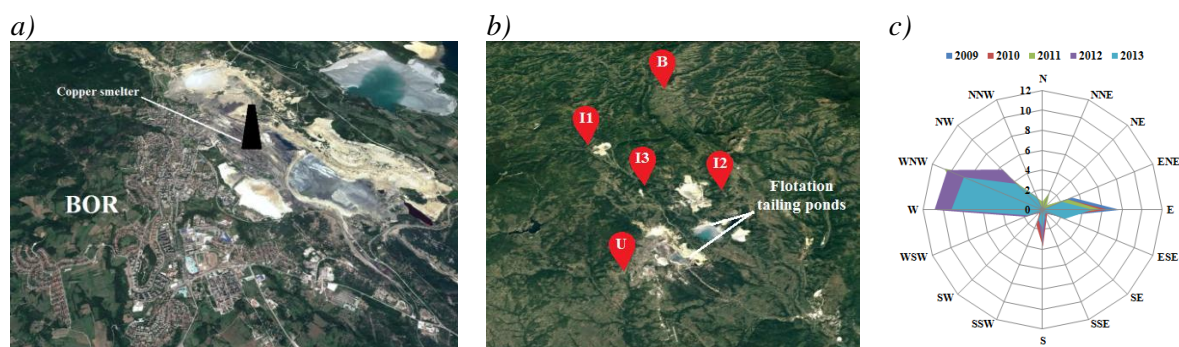 a)
Copper smelter
BOR
b)
B
I1
I3
I2
Flotation
tailing ponds
U
c)
2009 2010 2011 2012 2013
N
NNW NNE
NW NE
WNW ENE
W E
WSW ESE
SW SE
SSW SSE
S
12
10
8
6
4
2
0